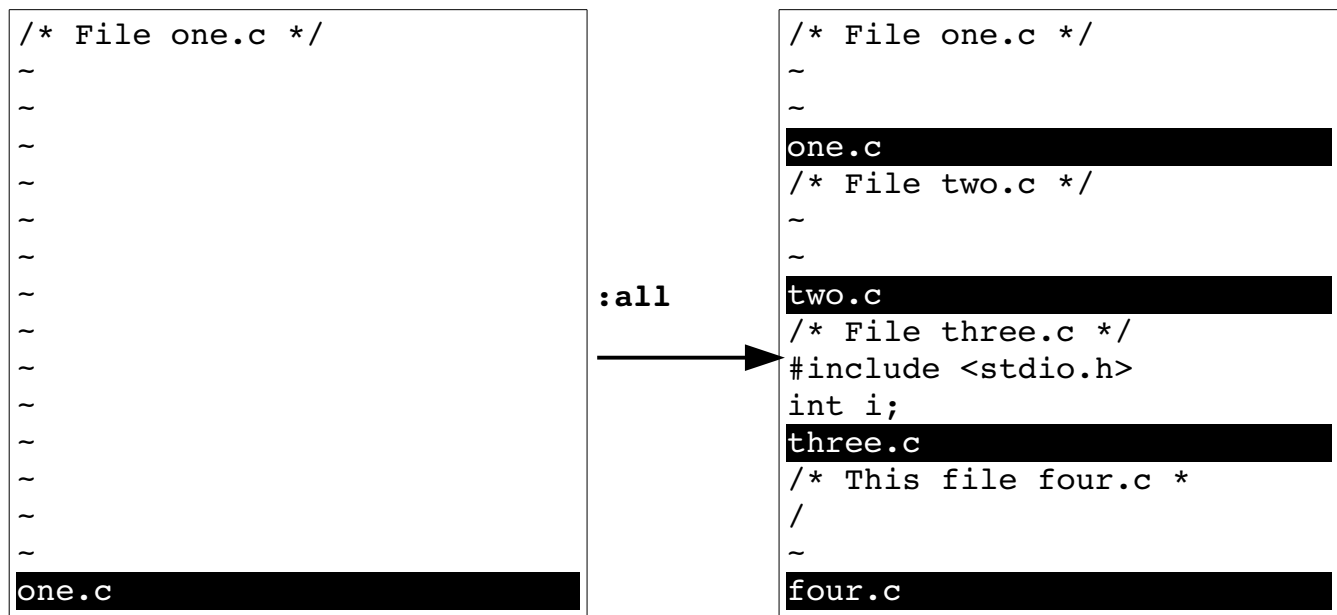 /* File one.c */
~
~
~
~
~
~
~
~
~
~
~
~
~
~
one.c
:all
/* File one.c */
~
~
one.c
/* File two.c */
~
~
two.c
/* File three.c */
#include <stdio.h>
int i;
three.c
/* This file four.c *
/
~
four.c